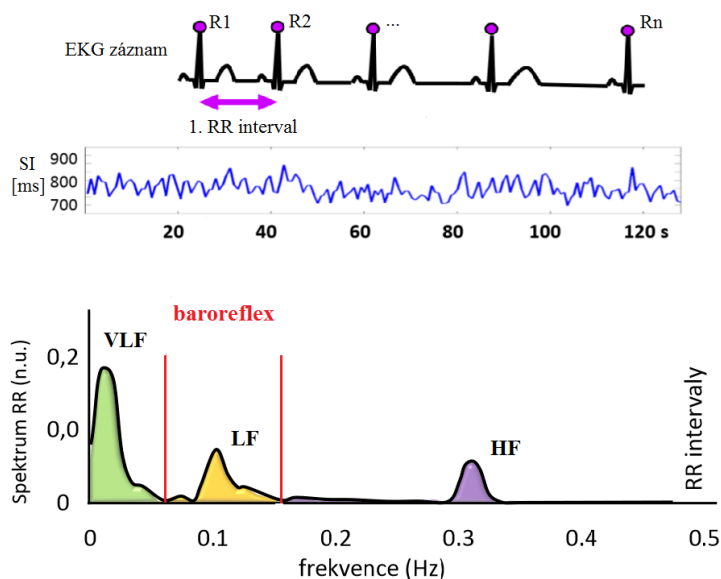 R1 R2 ... Rn
EKG záznam
1. RR interval
SI
[ms]
900
800
700
20 40 60 80 100 120 s
baroreflex
VLF
LF
HF
0,2
0,0
0
Spektrum RR (n.u.)
RR intervaly
0 0.1 0.2 0.3 0.4 0.5
frekvence (Hz)